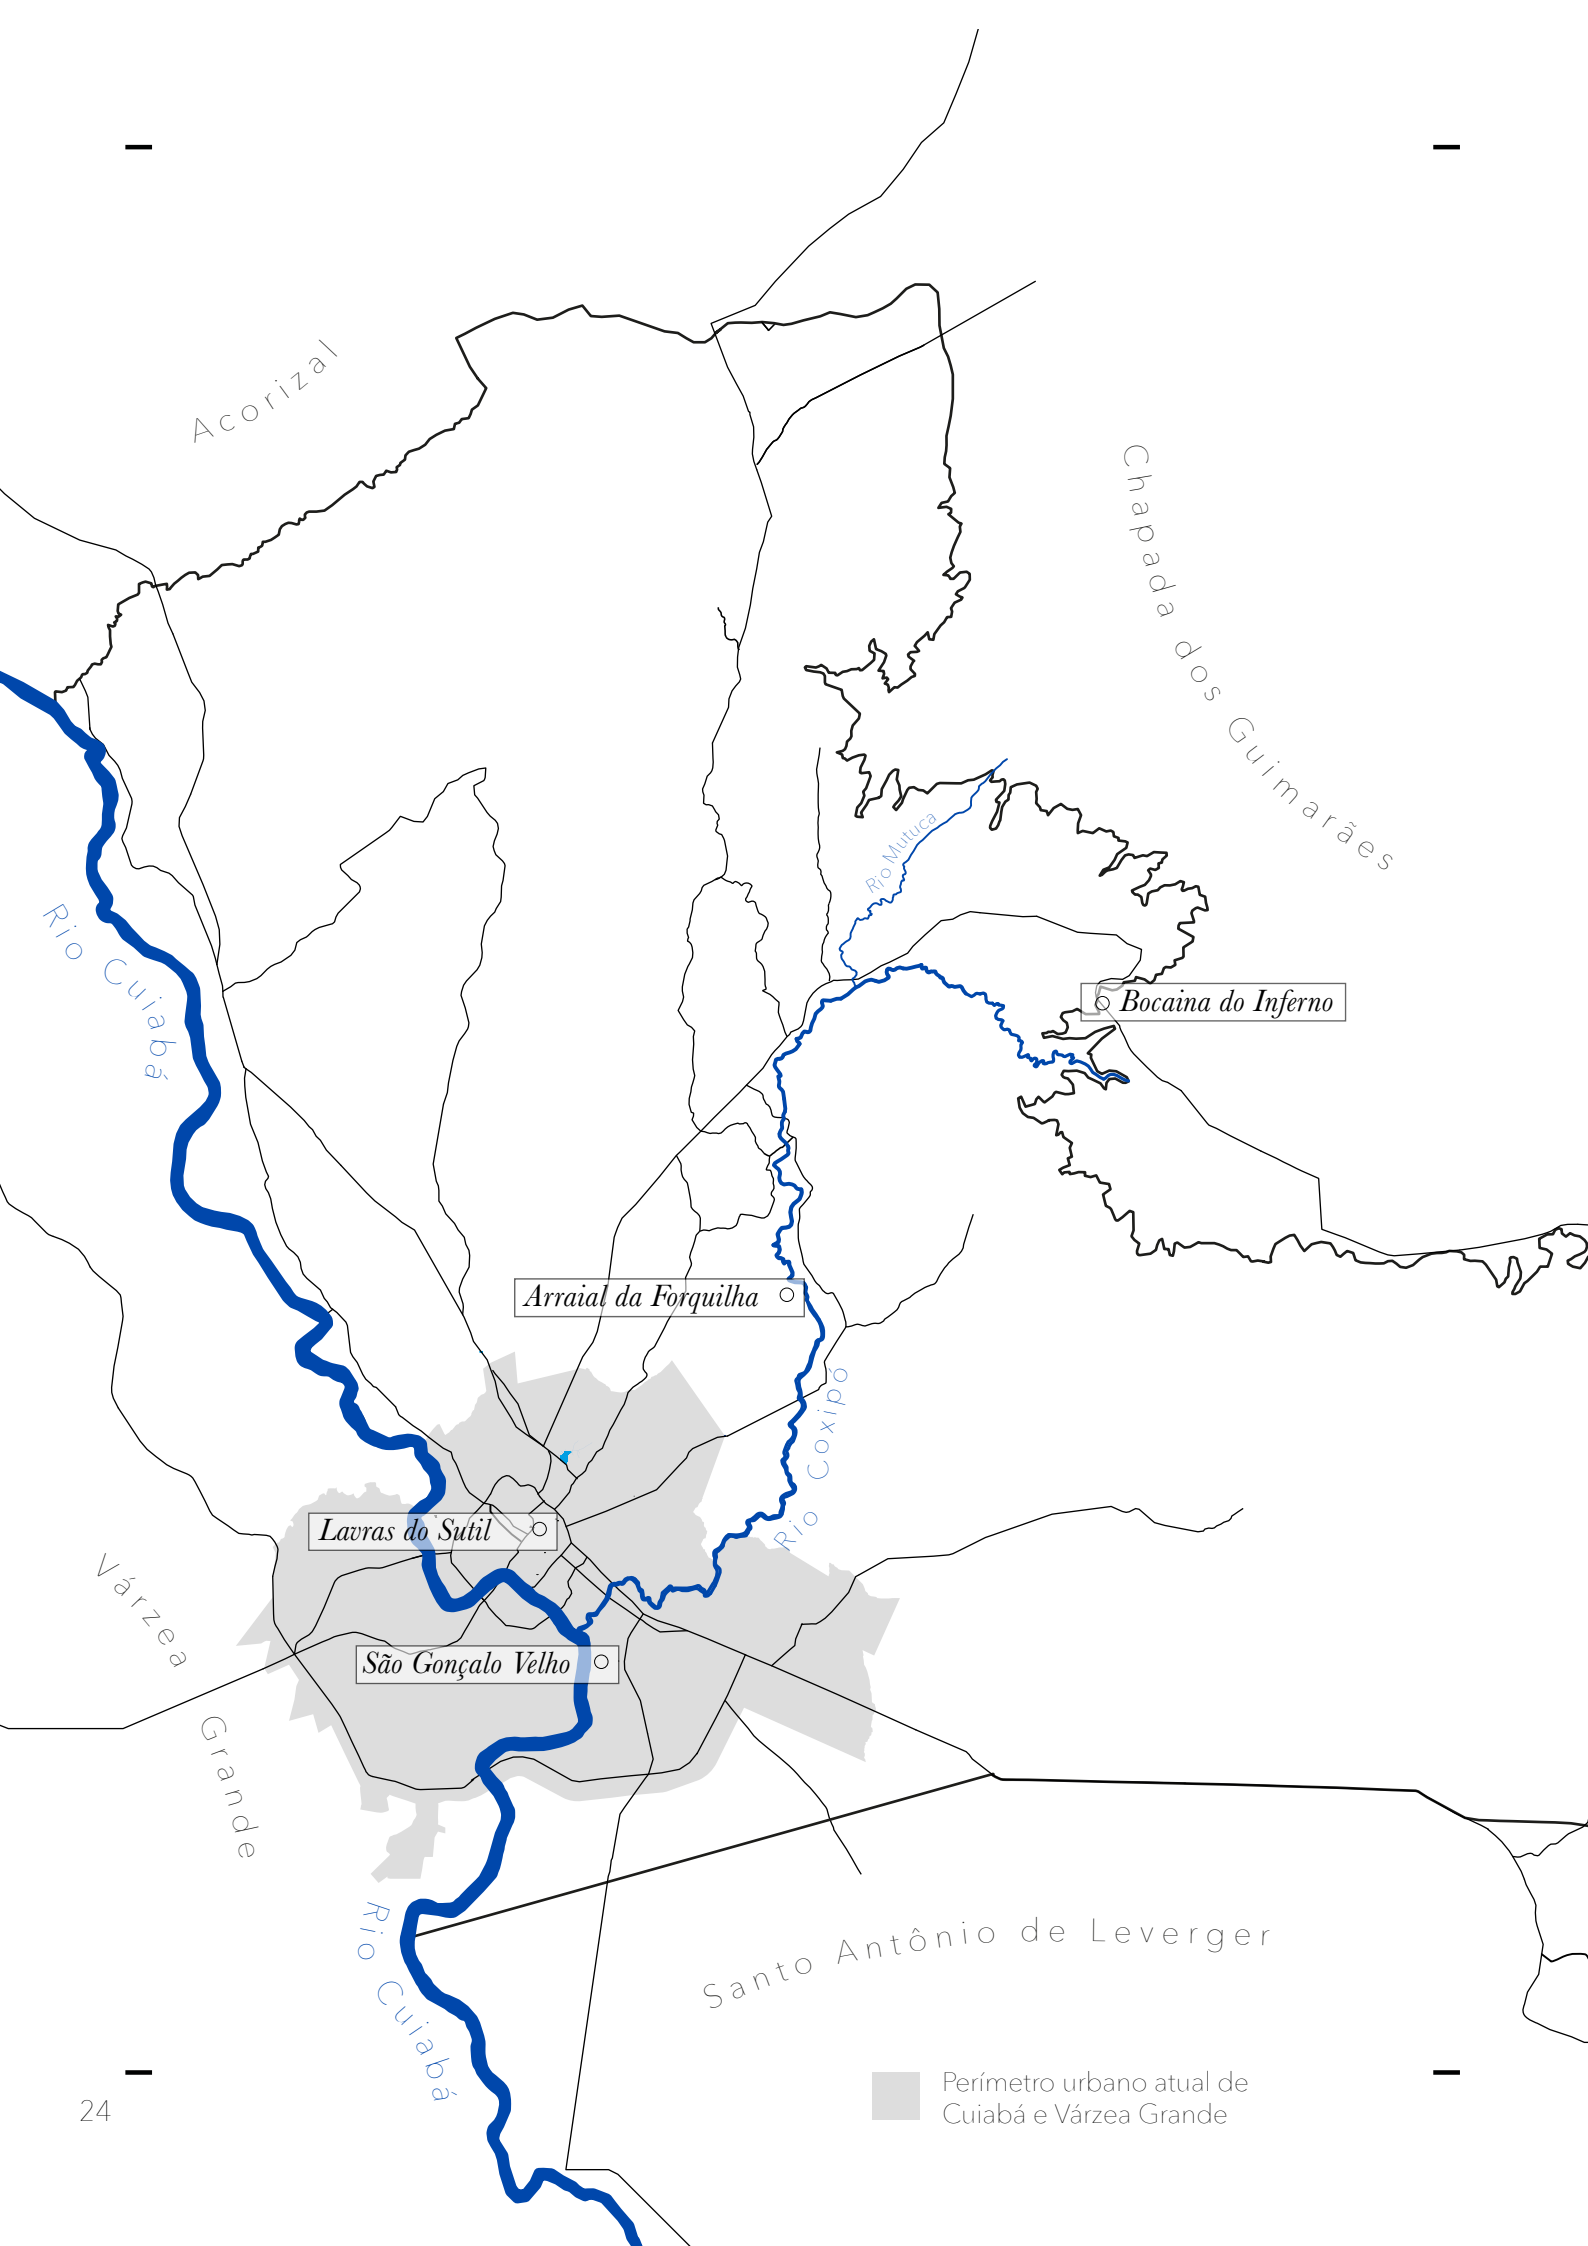 Acorizal
Chapada dos Guimarães
Rio Mutuca
Rio Cuiabá
Bocaina do Inferno
Arraial da Forquilha
Rio Coxipó
Lavras do Sutil
Várzea Grande
São Gonçalo Velho
Rio Cuiabá
Santo Antônio de Leverger
Perímetro urbano atual de
Cuiabá e Várzea Grande
24